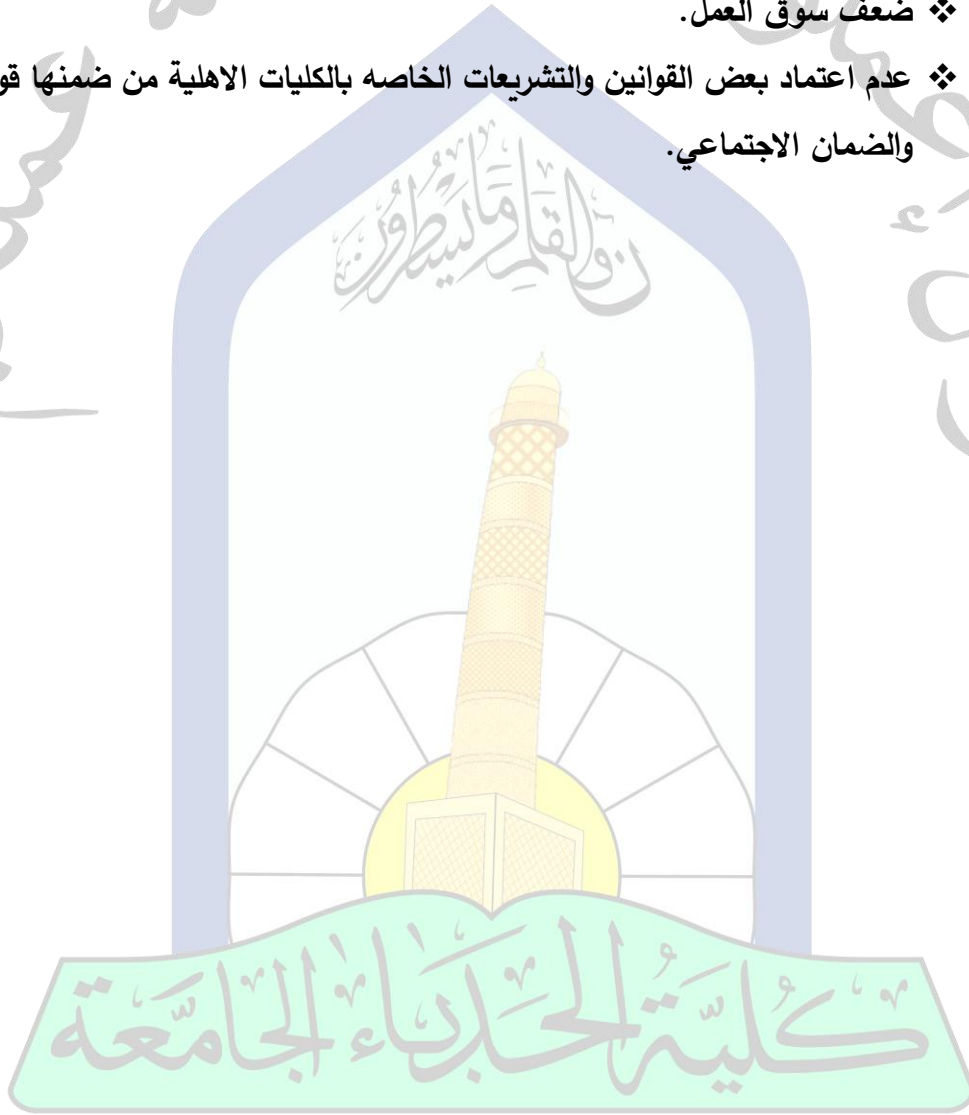 ❖ ضعف سوق العمل.
❖ عدم اعتماد بعض القوانين والتشريعات الخاصه بالكليات الاهلية من ضمنها
والضمان الاجتماعي.
ن والقلم وما يسطرون
كلية الحدباء الجامعة